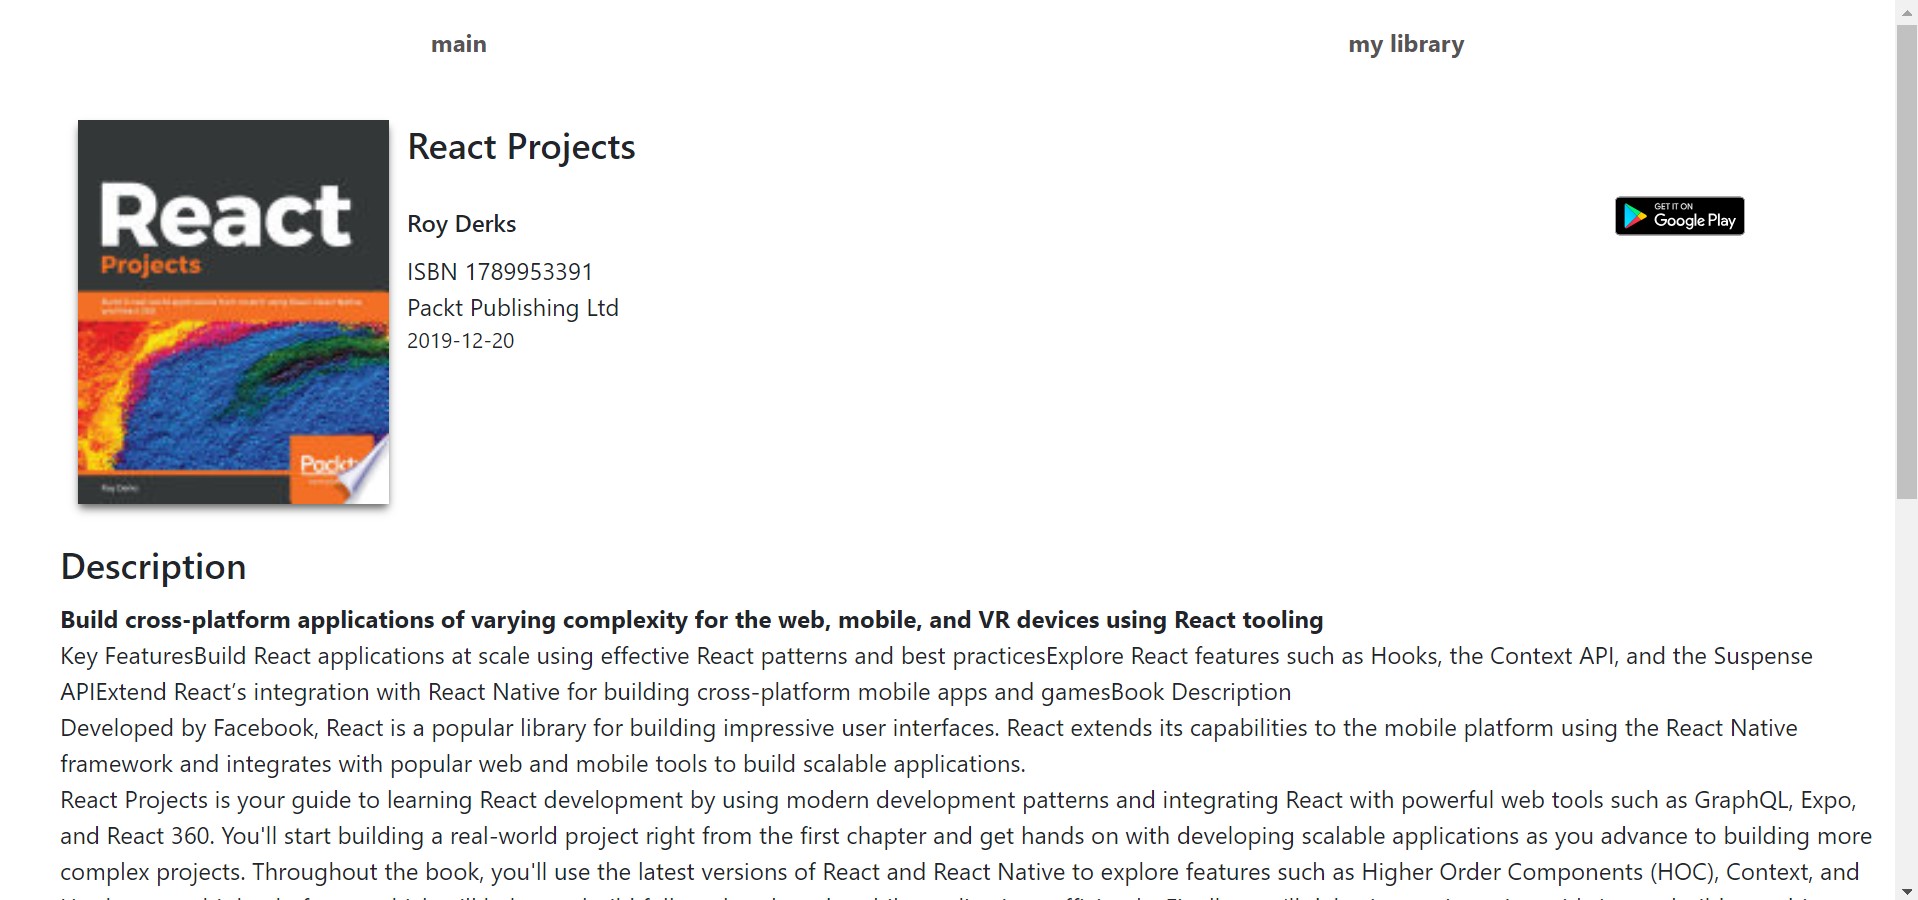 main
my library
React
Projects
Packt
Roy Derks
React Projects
Roy Derks
ISBN 1789953391
Packt Publishing Ltd
2019-12-20
GET IT ON
Google Play
Description
Build cross-platform applications of varying complexity for the web, mobile, and VR devices using React tooling
Key FeaturesBuild React applications at scale using effective React patterns and best practicesExplore React features such as Hooks, the Context API, and the Suspense
APIExtend React’s integration with React Native for building cross-platform mobile apps and gamesBook Description
Developed by Facebook, React is a popular library for building impressive user interfaces. React extends its capabilities to the mobile platform using the React Native
framework and integrates with popular web and mobile tools to build scalable applications.
React Projects is your guide to learning React development by using modern development patterns and integrating React with powerful web tools such as GraphQL, Expo,
and React 360. You'll start building a real-world project right from the first chapter and get hands on with developing scalable applications as you advance to building more
complex projects. Throughout the book, you'll use the latest versions of React and React Native to explore features such as Higher Order Components (HOC), Context, and